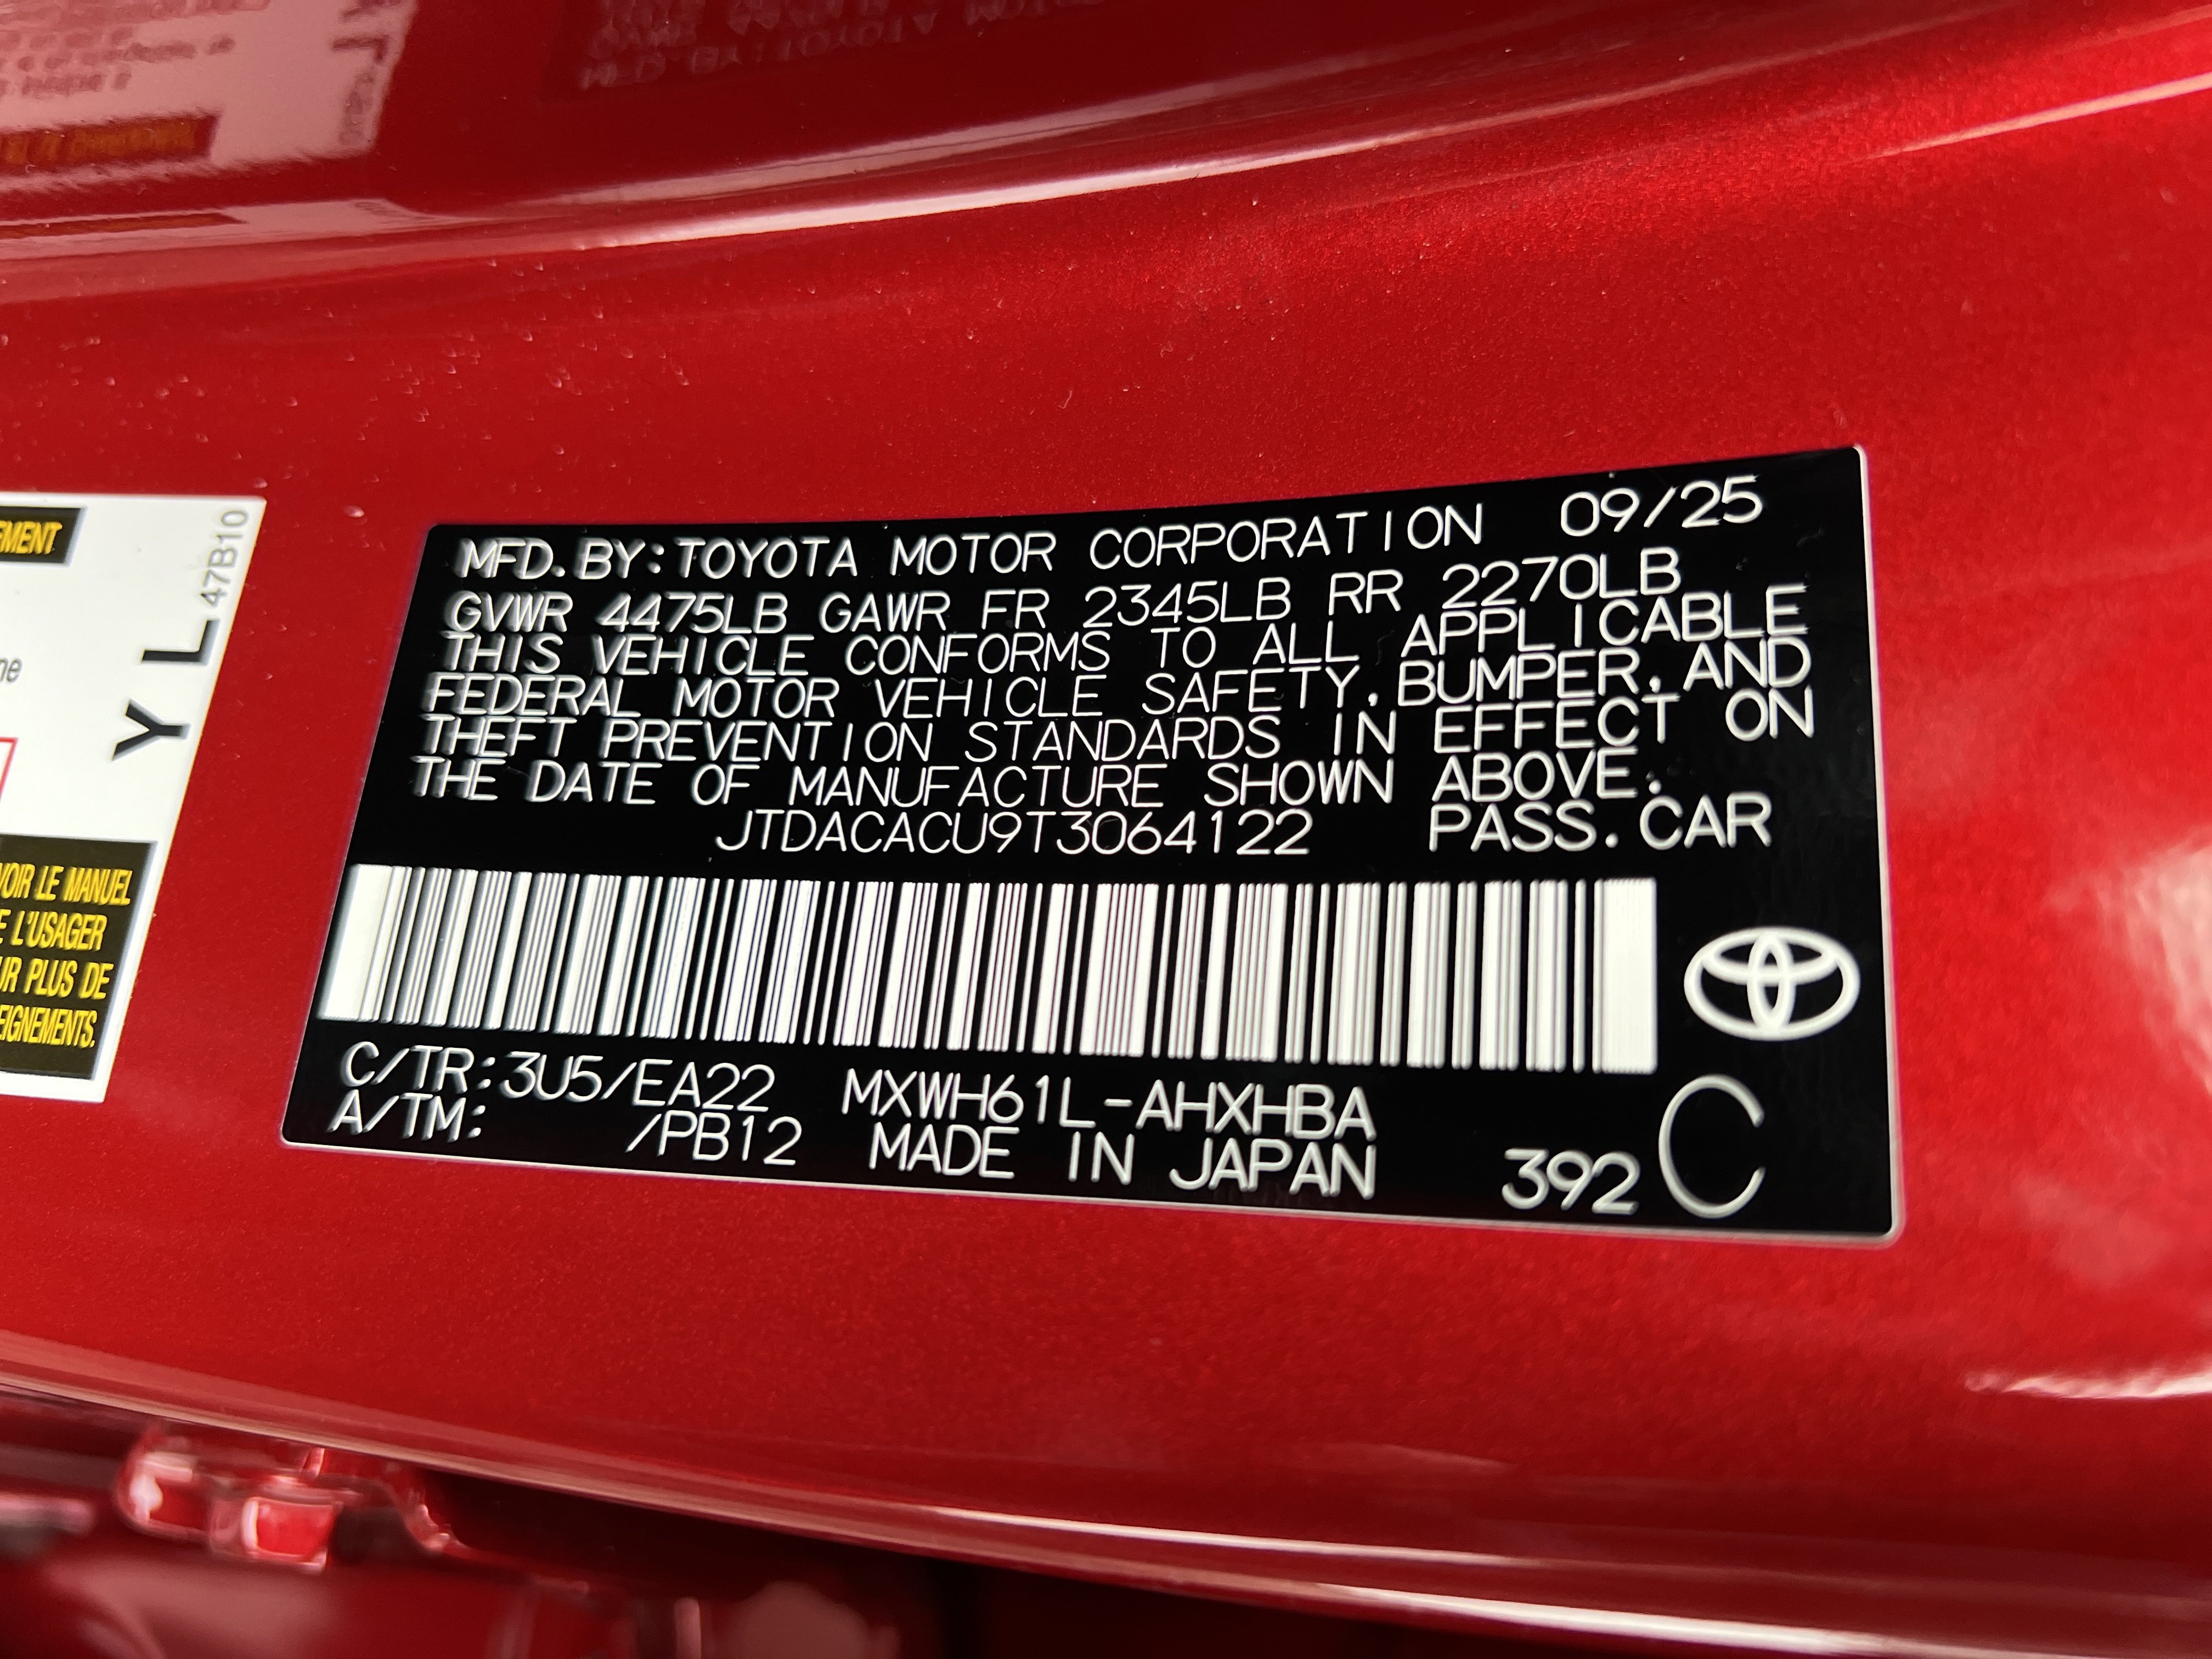 MFD.BY:TOYOTA MOTOR CORPORATION 09/25
GVWR 4475LB GAWR FR 2345LB RR 2270LB
THIS VEHICLE CONFORMS TO ALL APPLICABLE
FEDERAL MOTOR VEHICLE SAFETY,BUMPER,AND
THEFT PREVENTION STANDARDS IN EFFECT ON
THE DATE OF MANUFACTURE SHOWN ABOVE.
JTDACACU9T3064122 PASS.CAR
C/TR:3U5/EA22 MXWH61L-AHXHBA
A/TM: /PB12 MADE IN JAPAN 392 C
YL 47B10
VOIR LE MANUEL
L'USAGER
PLUS DE